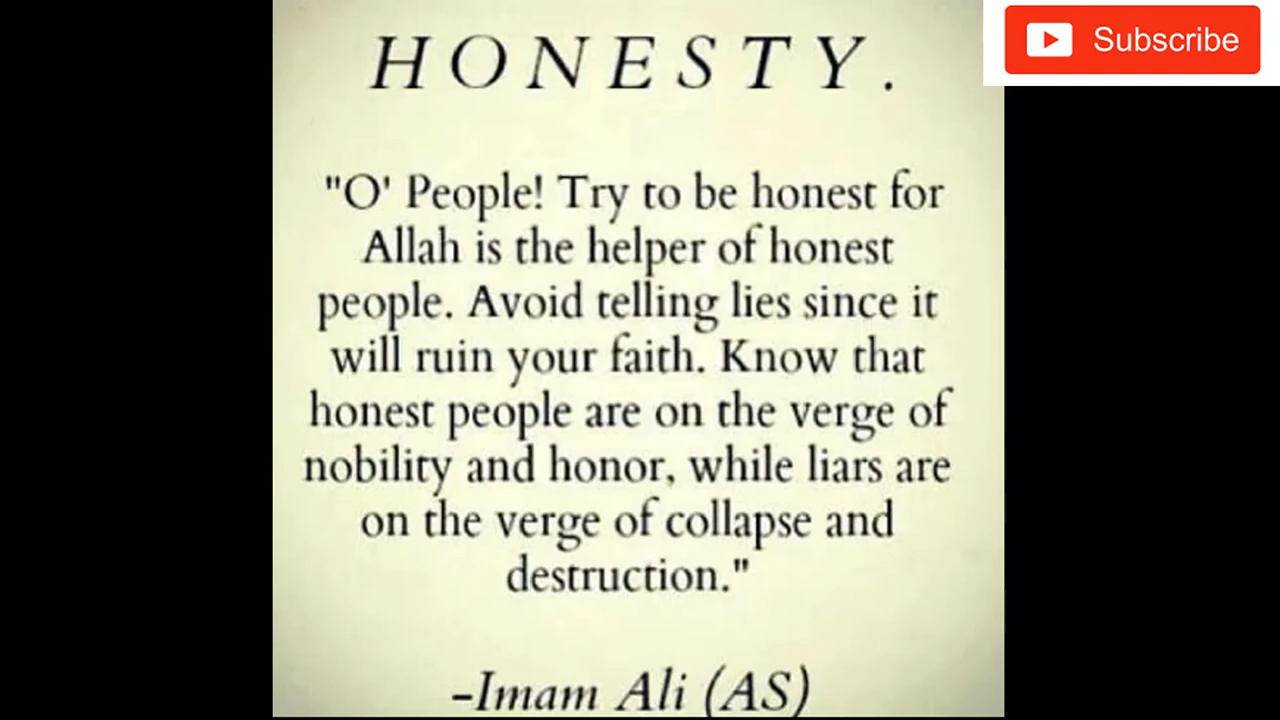 Subscribe
HONESTY.
"O' People! Try to be honest for
Allah is the helper of honest
people. Avoid telling lies since it
will ruin your faith. Know that
honest people are on the verge of
nobility and honor, while liars are
on the verge of collapse and
destruction."
-Imam Ali (AS)